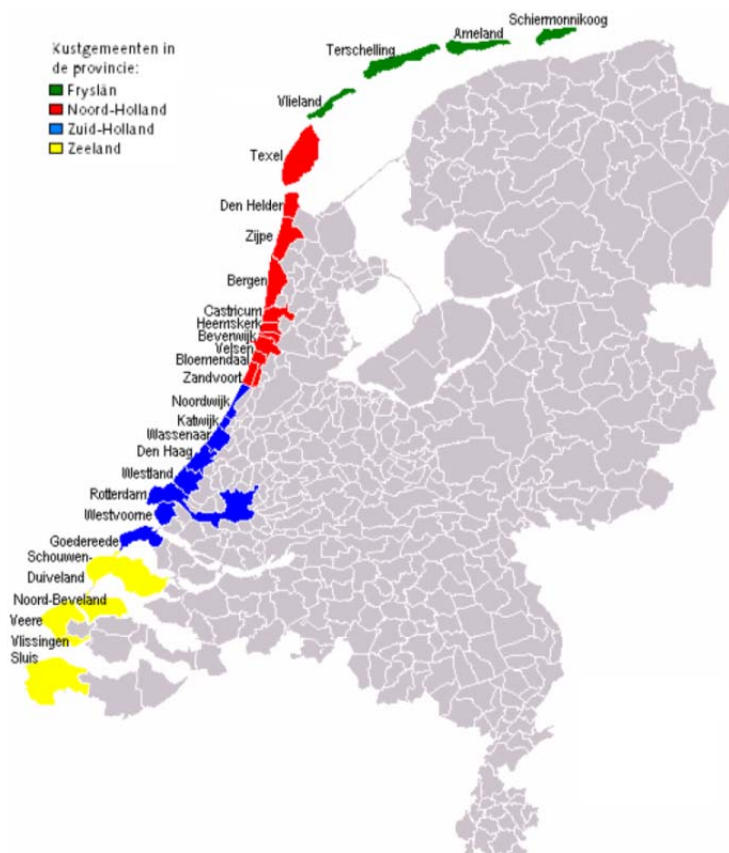 Kustgemeenten in
de provincie:
Fryslân
Noord-Holland
Zuid-Holland
Zeeland
Schiermonnikoog
Ameland
Terschelling
Vlieland
Texel
Den Helder
Zijpe
Bergen
Castricum
Heemskerk
Beverwijk
Velsen
Bloemendaal
Zandvoort
Noordwijk
Katwijk
Wassenaar
Den Haag
Westland
Rotterdam
Westvoorne
Goedereede
Schouwen-
Duiveland
Noord-Beveland
Veere
Vlissingen
Sluis